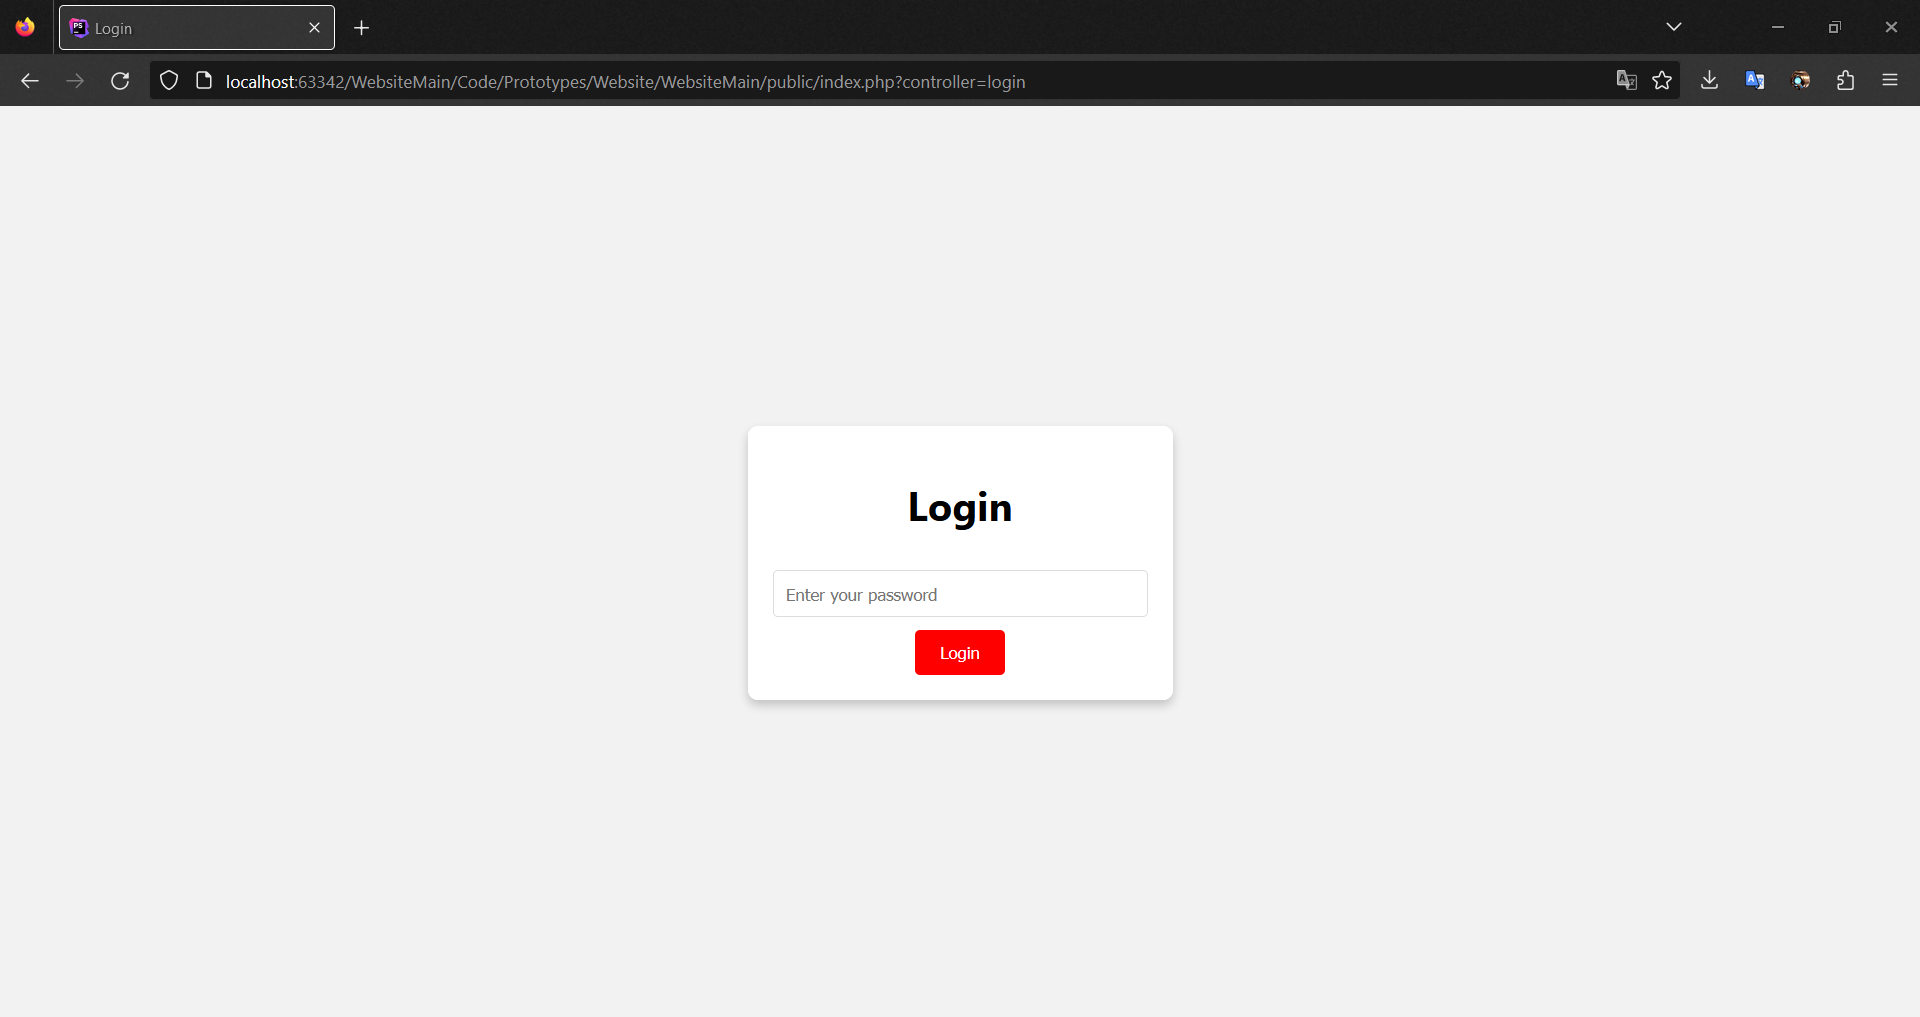 Login
localhost:63342/WebsiteMain/Code/Prototypes/Website/WebsiteMain/public/index.php?controller=login
Login
Enter your password
Login